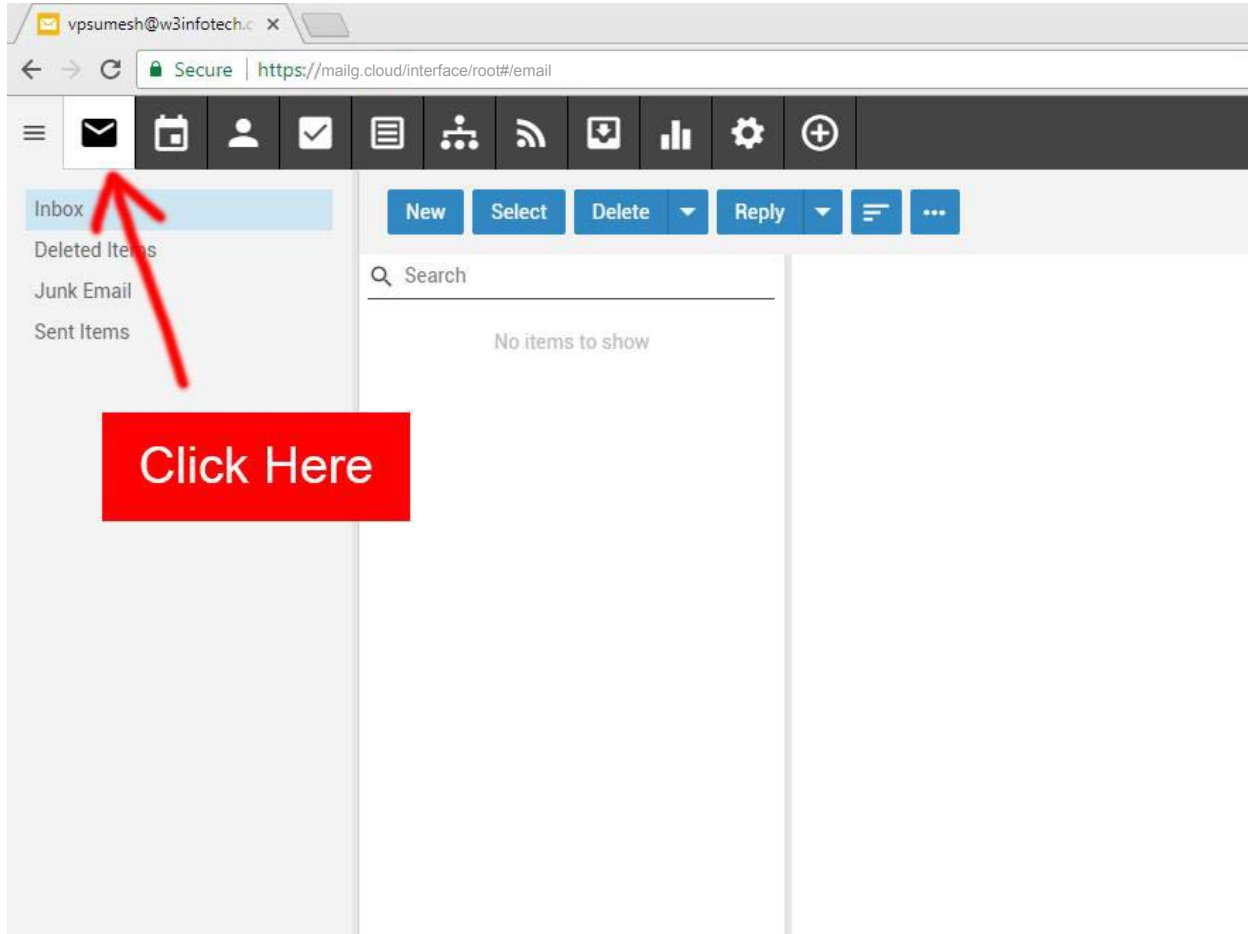 vpsumesh@w3infotech.c
Secure | https://mailg.cloud/interface/root#/email
New Select Delete Reply
Inbox
Deleted Items
Junk Email
Sent Items
Search
No items to show
Click Here